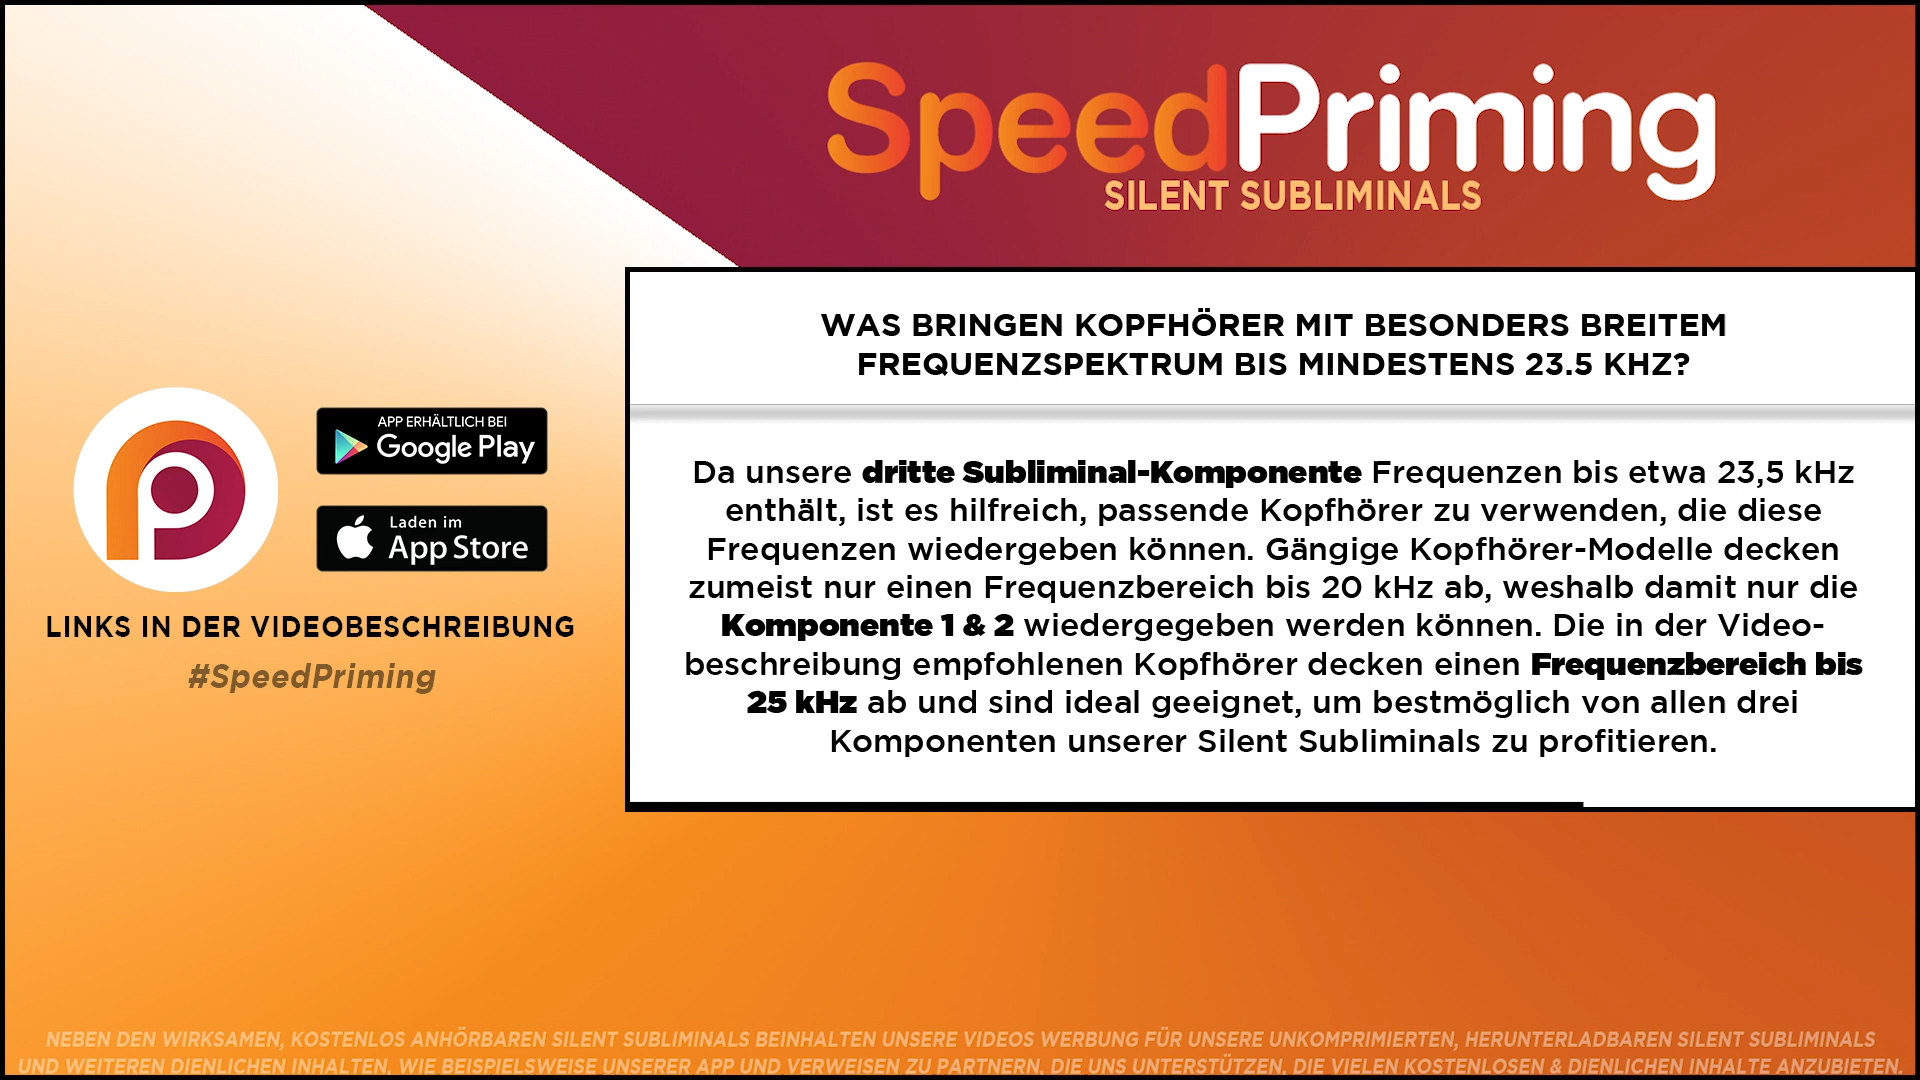 SpeedPriming
SILENT SUBLIMINALS
WAS BRINGEN KOPFHÖRER MIT BESONDERS BREITEM
FREQUENZSPEKTRUM BIS MINDESTENS 23.5 KHZ?
Da unsere dritte Subliminal-Komponente Frequenzen bis etwa 23,5 kHz
enthält, ist es hilfreich, passende Kopfhörer zu verwenden, die diese
Frequenzen wiedergeben können. Gängige Kopfhörer-Modelle decken
zumeist nur einen Frequenzbereich bis 20 kHz ab, weshalb damit nur die
Komponente 1 & 2 wiedergegeben werden können. Die in der Video-
beschreibung empfohlenen Kopfhörer decken einen Frequenzbereich bis
25 kHz ab und sind ideal geeignet, um bestmöglich von allen drei
Komponenten unserer Silent Subliminals zu profitieren.
APP ERHÄLTLICH BEI
Google Play
Laden im
App Store
LINKS IN DER VIDEOBESCHREIBUNG
#SpeedPriming
NEBEN DEN WIRKSAMEN, KOSTENLOS ANHÖRBAREN SILENT SUBLIMINALS BEINHALTEN UNSERE VIDEOS WERBUNG FÜR UNSERE UNKOMPRIMIERTEN, HERUNTERLADBAREN SILENT SUBLIMINALS
UND WEITEREN DIENLICHEN INHALTEN, WIE BEISPIELSWEISE UNSERER APP UND VERWEISEN ZU PARTNERN, DIE UNS UNTERSTÜTZEN, DIE VIELEN KOSTENLOSEN & DIENLICHEN INHALTE ANZUBIETEN.